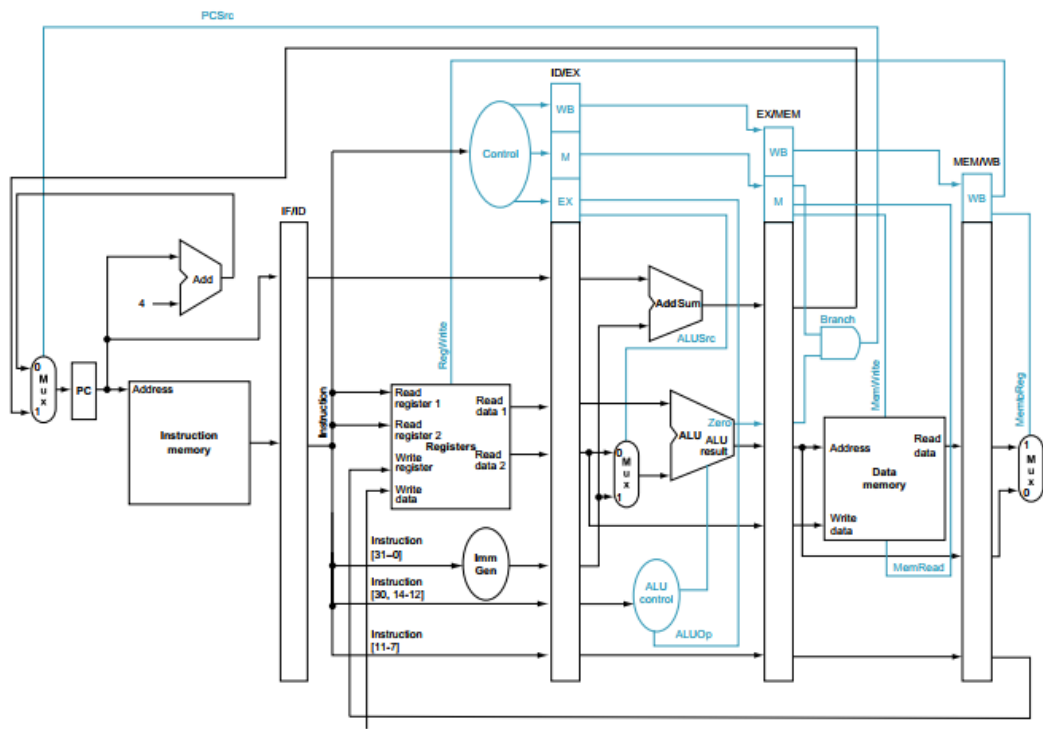 PCSrc
ID/EX
WB
EX/MEM
Control
M
WB
MEM/WB
EX
M
WB
IF/ID
Add
4
Add Sum
Branch
RegWrite
ALUSrc
MemWrite
MemtoReg
0
M
u
x
1
PC
Address
Instruction
memory
Instruction
Read
register 1
Read
data 1
Read
register 2
Registers
Read
data 2
Write
register
Write
data
Zero
ALU
ALU
result
0
M
u
x
1
Address
Read
data
Data
memory
Write
data
1
M
u
x
0
Instruction
[31–0]
Imm
Gen
MemRead
Instruction
[30, 14-12]
ALU
control
ALUOp
Instruction
[11-7]